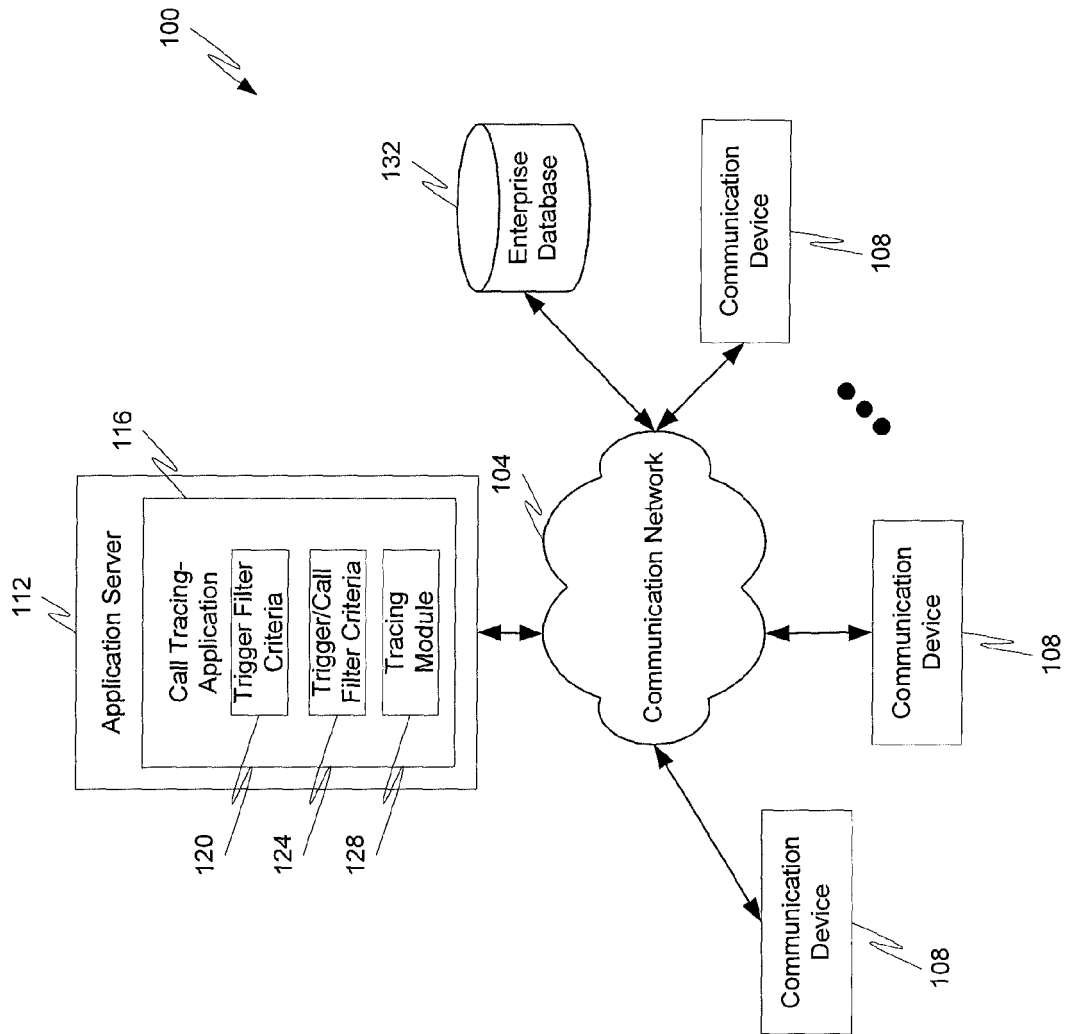 100
112
Application Server
116
Call Tracing-
Application
Trigger Filter
Criteria
Trigger/Call
Filter Criteria
Tracing
Module
120
124
128
104
Communication Network
132
Enterprise
Database
Communication
Device
108
Communication
Device
108
Communication
Device
108